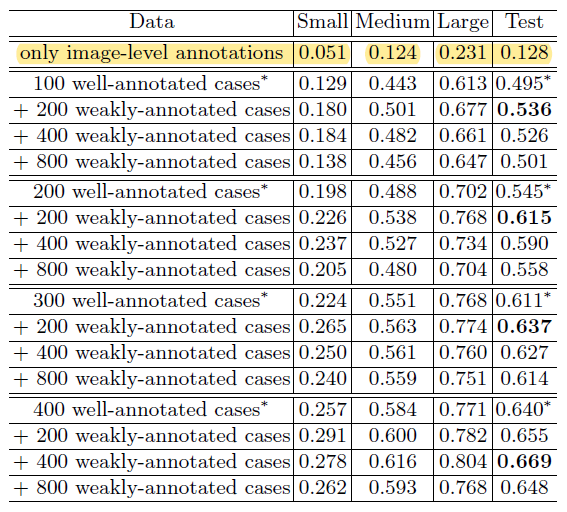 Data Small Medium Large Test
only image-level annotations 0.051 0.124 0.231 0.128
100 well-annotated cases* 0.129 0.443 0.613 0.495*
+ 200 weakly-annotated cases 0.180 0.501 0.677 0.536
+ 400 weakly-annotated cases 0.184 0.482 0.661 0.526
+ 800 weakly-annotated cases 0.138 0.456 0.647 0.501
200 well-annotated cases* 0.198 0.488 0.702 0.545*
+ 200 weakly-annotated cases 0.226 0.538 0.768 0.615
+ 400 weakly-annotated cases 0.237 0.527 0.734 0.590
+ 800 weakly-annotated cases 0.205 0.480 0.704 0.558
300 well-annotated cases* 0.224 0.551 0.768 0.611*
+ 200 weakly-annotated cases 0.265 0.563 0.774 0.637
+ 400 weakly-annotated cases 0.250 0.561 0.760 0.627
+ 800 weakly-annotated cases 0.240 0.559 0.751 0.614
400 well-annotated cases* 0.257 0.584 0.771 0.640*
+ 200 weakly-annotated cases 0.291 0.600 0.782 0.655
+ 400 weakly-annotated cases 0.278 0.616 0.804 0.669
+ 800 weakly-annotated cases 0.262 0.593 0.768 0.648